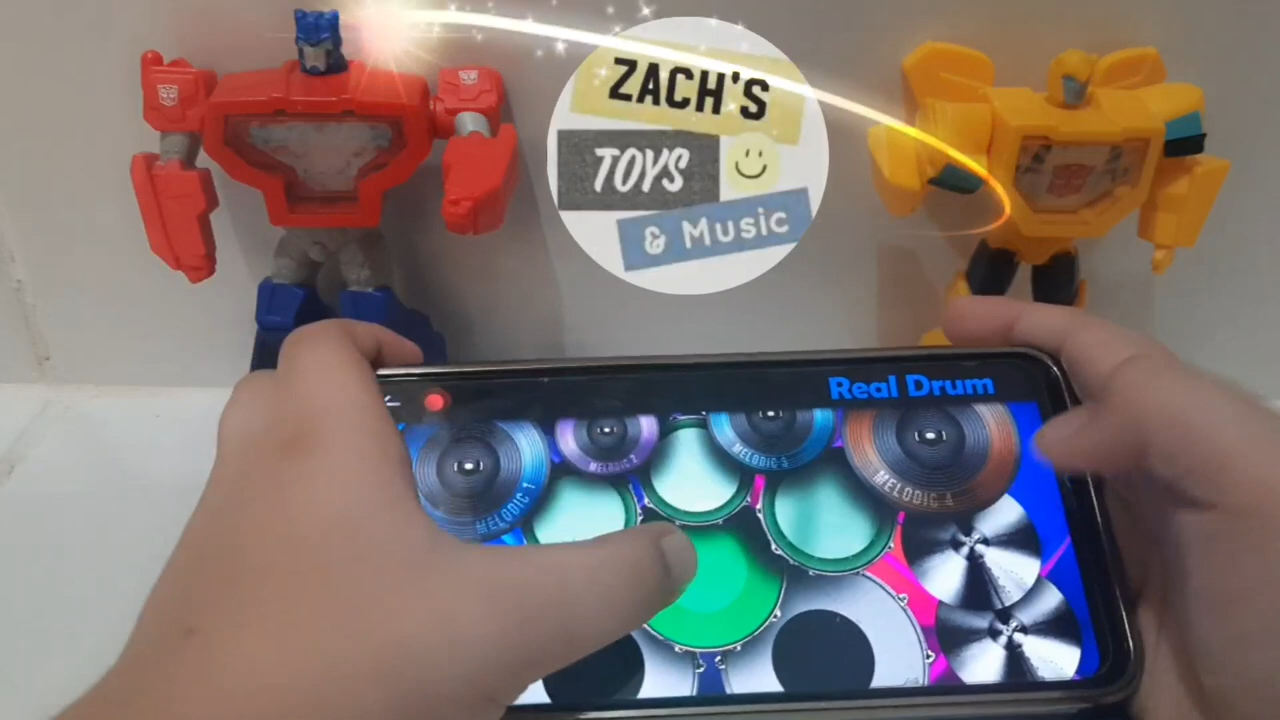 ZACH'S
TOYS
& Music
Real Drum
MELODIC 1
MELODIC 2
MELODIC 3
MELODIC 4